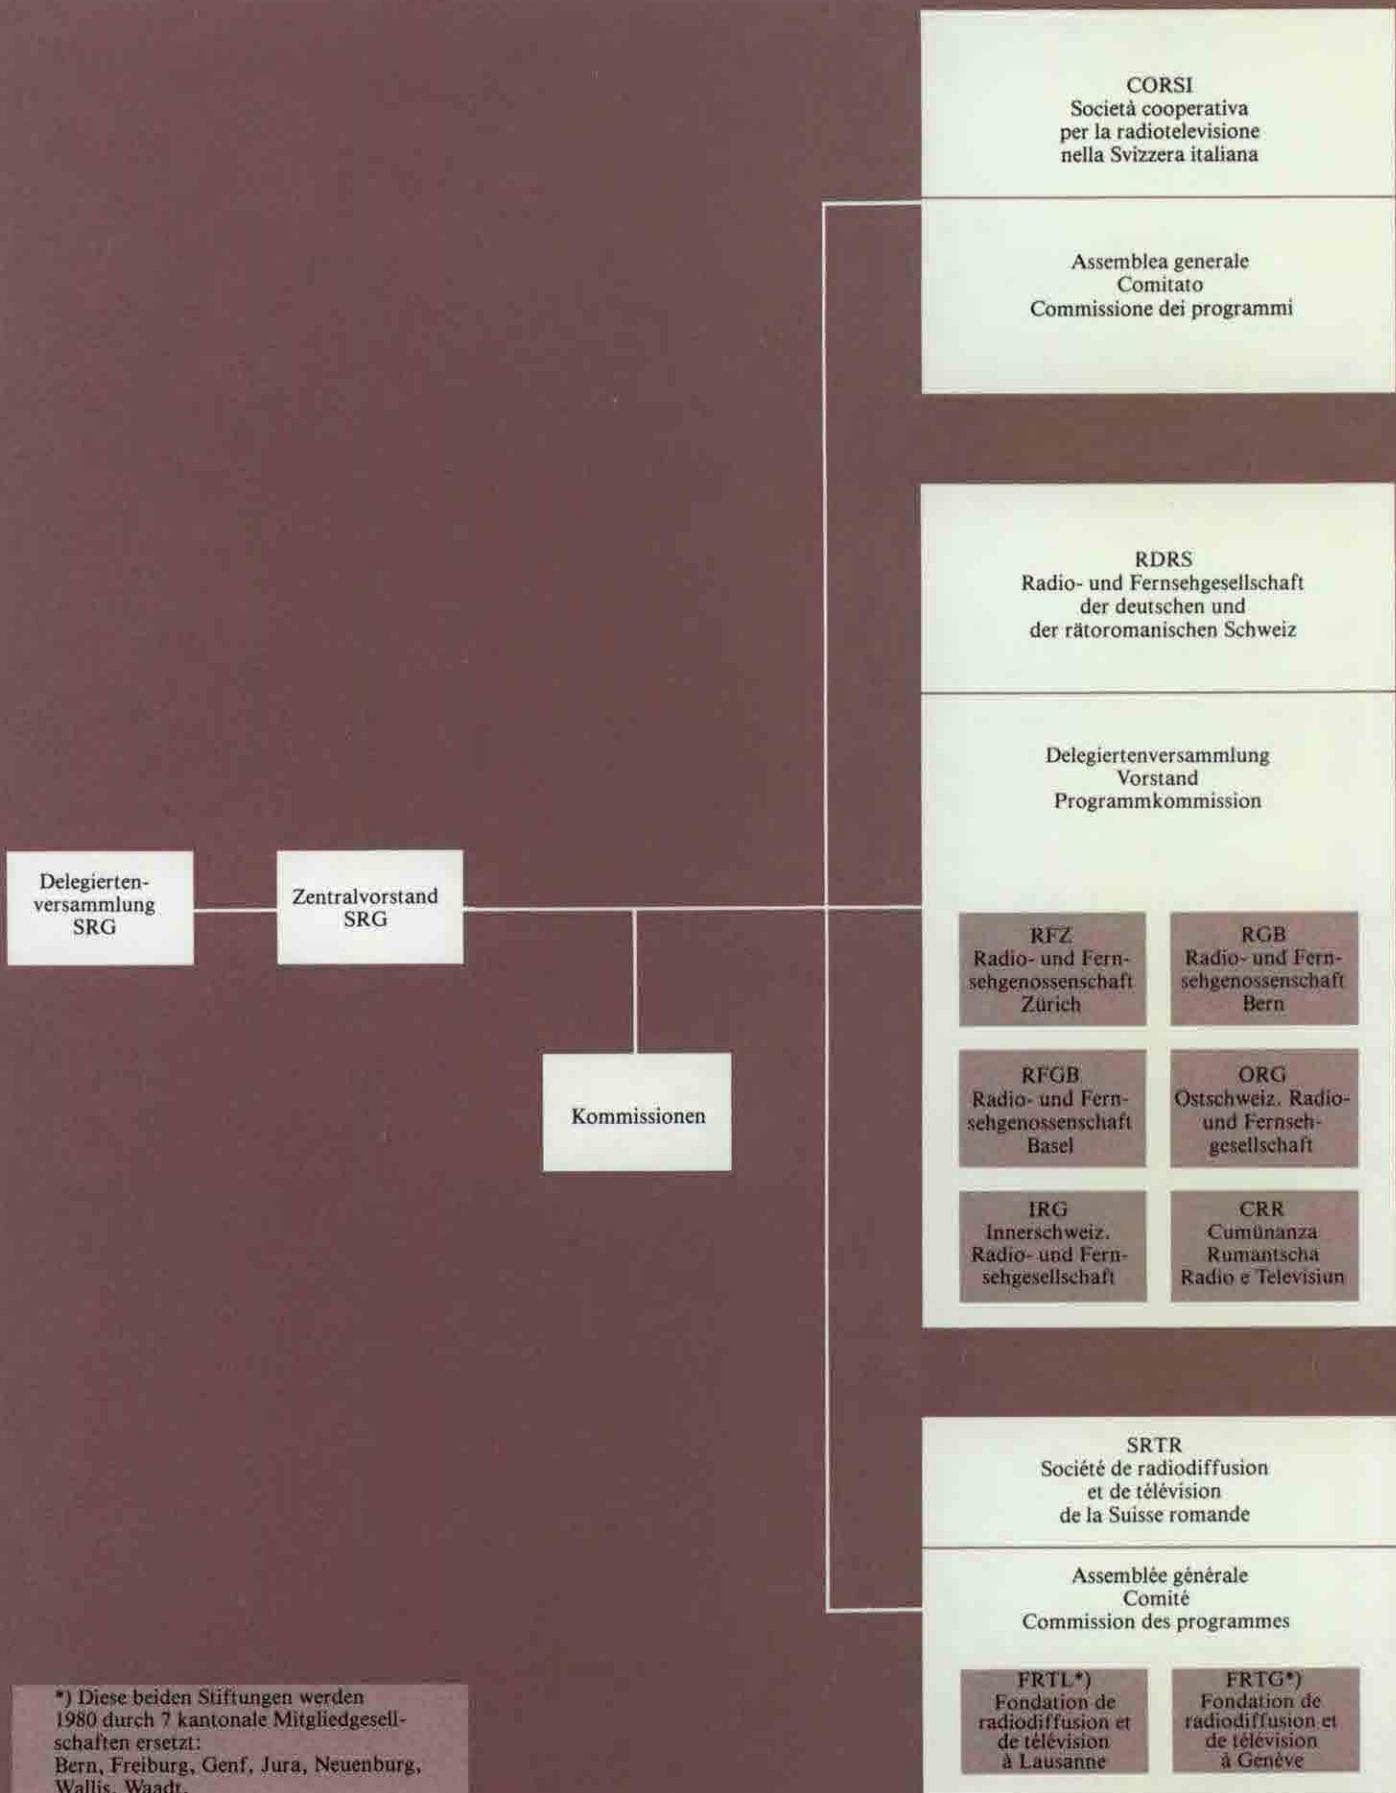 CORSI
Società cooperativa
per la radiotelevisione
nella Svizzera italiana
Assemblea generale
Comitato
Commissione dei programmi
RDRS
Radio- und Fernsehgesellschaft
der deutschen und
der rätoromanischen Schweiz
Delegiertenversammlung
Vorstand
Programmkommission
Delegierten-
versammlung
SRG
Zentralvorstand
SRG
Kommissionen
RFZ
Radio- und Fern-
sehgenossenschaft
Zürich
RGB
Radio- und Fern-
sehgenossenschaft
Bern
RFGB
Radio- und Fern-
sehgenossenschaft
Basel
ORG
Ostschweiz. Radio-
und Fernseh-
gesellschaft
IRG
Innerschweiz.
Radio- und Fern-
sehgesellschaft
CRR
Cumünanza
Rumantscha
Radio e Televisiun
SRTR
Société de radiodiffusion
et de télévision
de la Suisse romande
Assemblée générale
Comité
Commission des programmes
FRTL*)
Fondation de
radiodiffusion et
de télévision
à Lausanne
FRTG*)
Fondation de
radiodiffusion et
de télévision
à Genève
*) Diese beiden Stiftungen werden
1980 durch 7 kantonale Mitgliedgesell-
schaften ersetzt:
Bern, Freiburg, Genf, Jura, Neuenburg,
Wallis, Waadt.